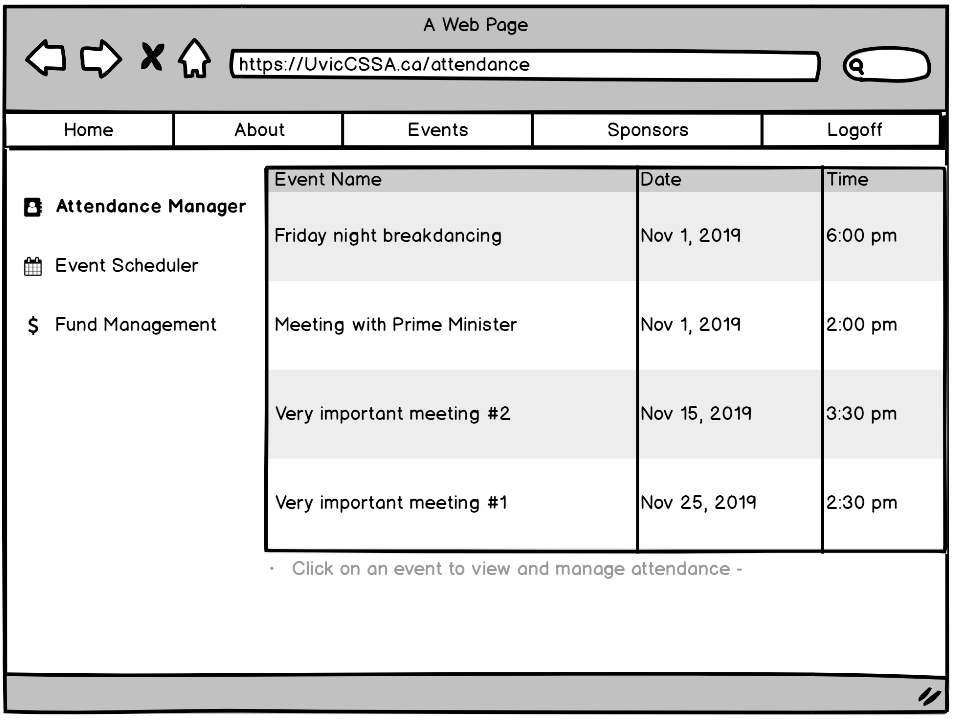 A Web Page
https://UvicCSSA.ca/attendance
Home About Events Sponsors Logoff
Attendance Manager
Event Scheduler
$ Fund Management
Event Name Date Time
Friday night breakdancing Nov 1, 2019 6:00 pm
Meeting with Prime Minister Nov 1, 2019 2:00 pm
Very important meeting #2 Nov 15, 2019 3:30 pm
Very important meeting #1 Nov 25, 2019 2:30 pm
· Click on an event to view and manage attendance -